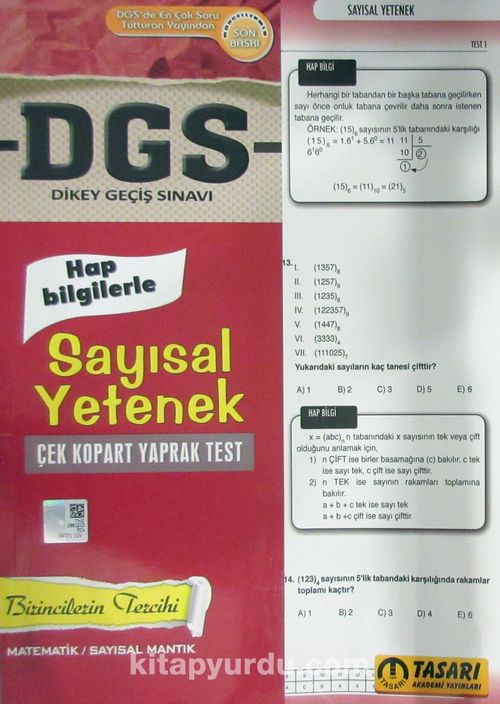 DGS'de En Çok Soru
Tutturan Yayından
GÜNCELLENMİŞ
SON
BASKI
DGS
DİKEY GEÇİŞ SINAVI
Hap
bilgilerle
Sayısal
Yetenek
ÇEK KOPART YAPRAK TEST
Birincilerin Tercihi
MATEMATİK / SAYISAL MANTIK
SAYISAL YETENEK
TEST 1
HAP BİLGİ
Herhangi bir tabandan bir başka tabana geçilirken
sayı önce onluk tabana çevrilir daha sonra istenen
tabana geçilir.
ÖRNEK: (15)₆ sayısının 5'lik tabanındaki karşılığı
(15)₆ = 1.6¹ + 5.6⁰ = 11 11 | 5
6¹6⁰ 10 2
1
(15)₆ = (11)₁₀ = (21)₅
13. I. (1357)₈
II. (1257)₉
III. (1235)₆
IV. (122357)₉
V. (1447)₈
VI. (3333)₄
VII. (111025)₇
Yukarıdaki sayıların kaç tanesi çifttir?
A) 1 B) 2 C) 3 D) 5 E) 6
HAP BİLGİ
x = (abc)ₙ n tabanındaki x sayısının tek veya çift
olduğunu anlamak için,
1) n ÇİFT ise birler basamağına (c) bakılır. c tek
ise sayı tek, c çift ise sayı çifttir.
2) n TEK ise sayının rakamları toplamına
bakılır.
a + b + c tek ise sayı tek
a + b +c çift ise sayı çifttir.
14. (123)₄ sayısının 5'lik tabandaki karşılığında rakamlar
toplamı kaçtır?
A) 1 B) 2 C) 3 D) 4 E) 6
kitapyurdu.com
TASARI
TASARI
AKADEMİ YAYINLARI